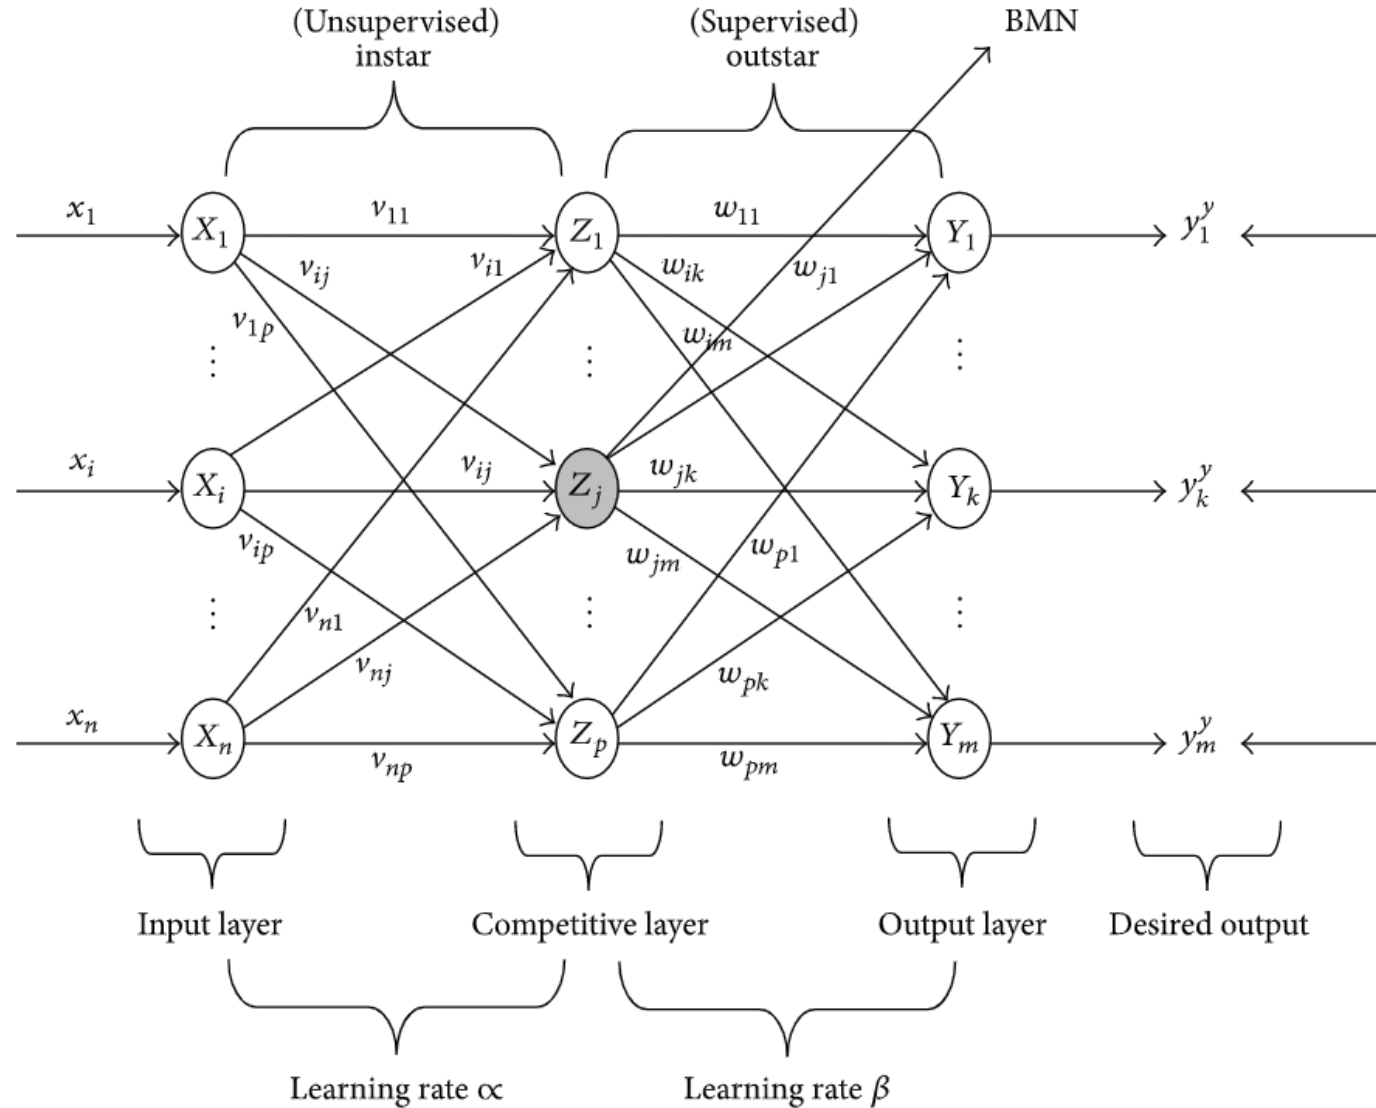 (Unsupervised)
instar
(Supervised)
outstar
BMN
x₁
X₁
v₁₁
Z₁
w₁₁
Y₁
y₁ʸ
vᵢⱼ
vᵢ₁
wᵢₖ
wⱼ₁
v₁ₚ
wᵢₘ
⋮
⋮
⋮
xᵢ
Xᵢ
vᵢⱼ
Zⱼ
wⱼₖ
Yₖ
yₖʸ
vᵢₚ
wⱼₘ
wₚ₁
⋮
⋮
⋮
vₙ₁
vₙⱼ
wₚₖ
xₙ
Xₙ
vₙₚ
Zₚ
wₚₘ
Yₘ
yₘʸ
Input layer
Competitive layer
Output layer
Desired output
Learning rate ∝
Learning rate β